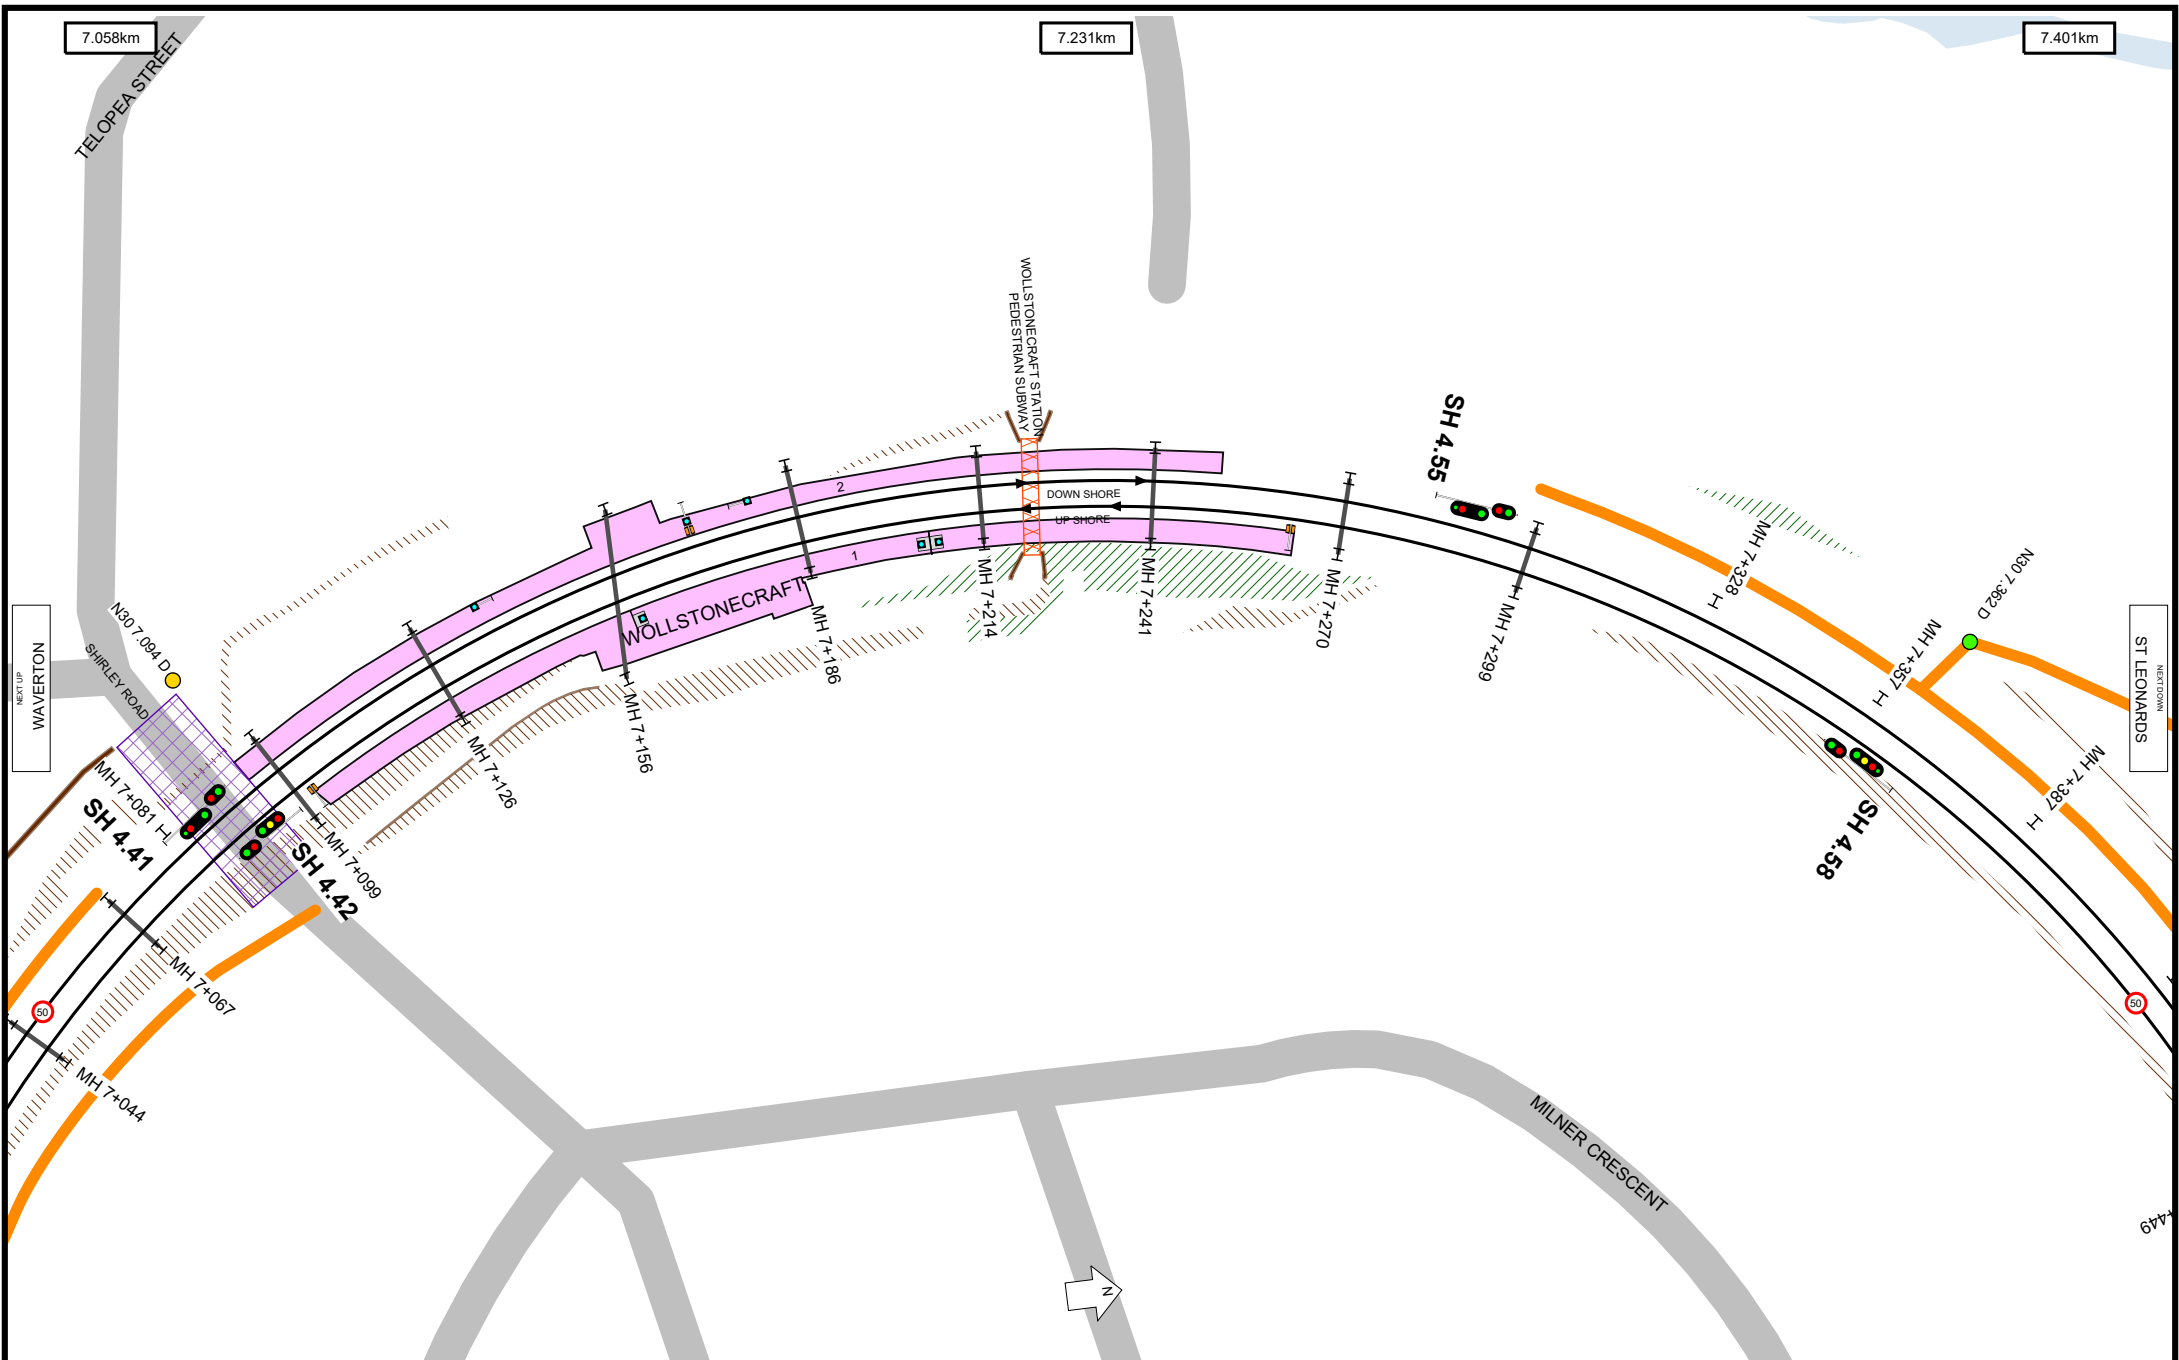 7.058km
7.231km
7.401km
TELOPEA STREET
WOLLSTONECRAFT STATION
PEDESTRIAN SUBWAY
SH 4.55
2
DOWN SHORE
UP SHORE
1
WOLLSTONECRAFT
MH 7+214
MH 7+241
MH 7+270
MH 7+299
MH 7+328
MH 7+357
MH 7+387
N30 7.362 D
N30 7.094 D
SHIRLEY ROAD
NEXT UP
WAVERTON
NEXT DOWN
ST LEONARDS
MH 7+186
MH 7+156
MH 7+126
MH 7+099
MH 7+081
SH 4.41
SH 4.42
SH 4.58
MH 7+067
MH 7+044
50
50
MILNER CRESCENT
+449
N